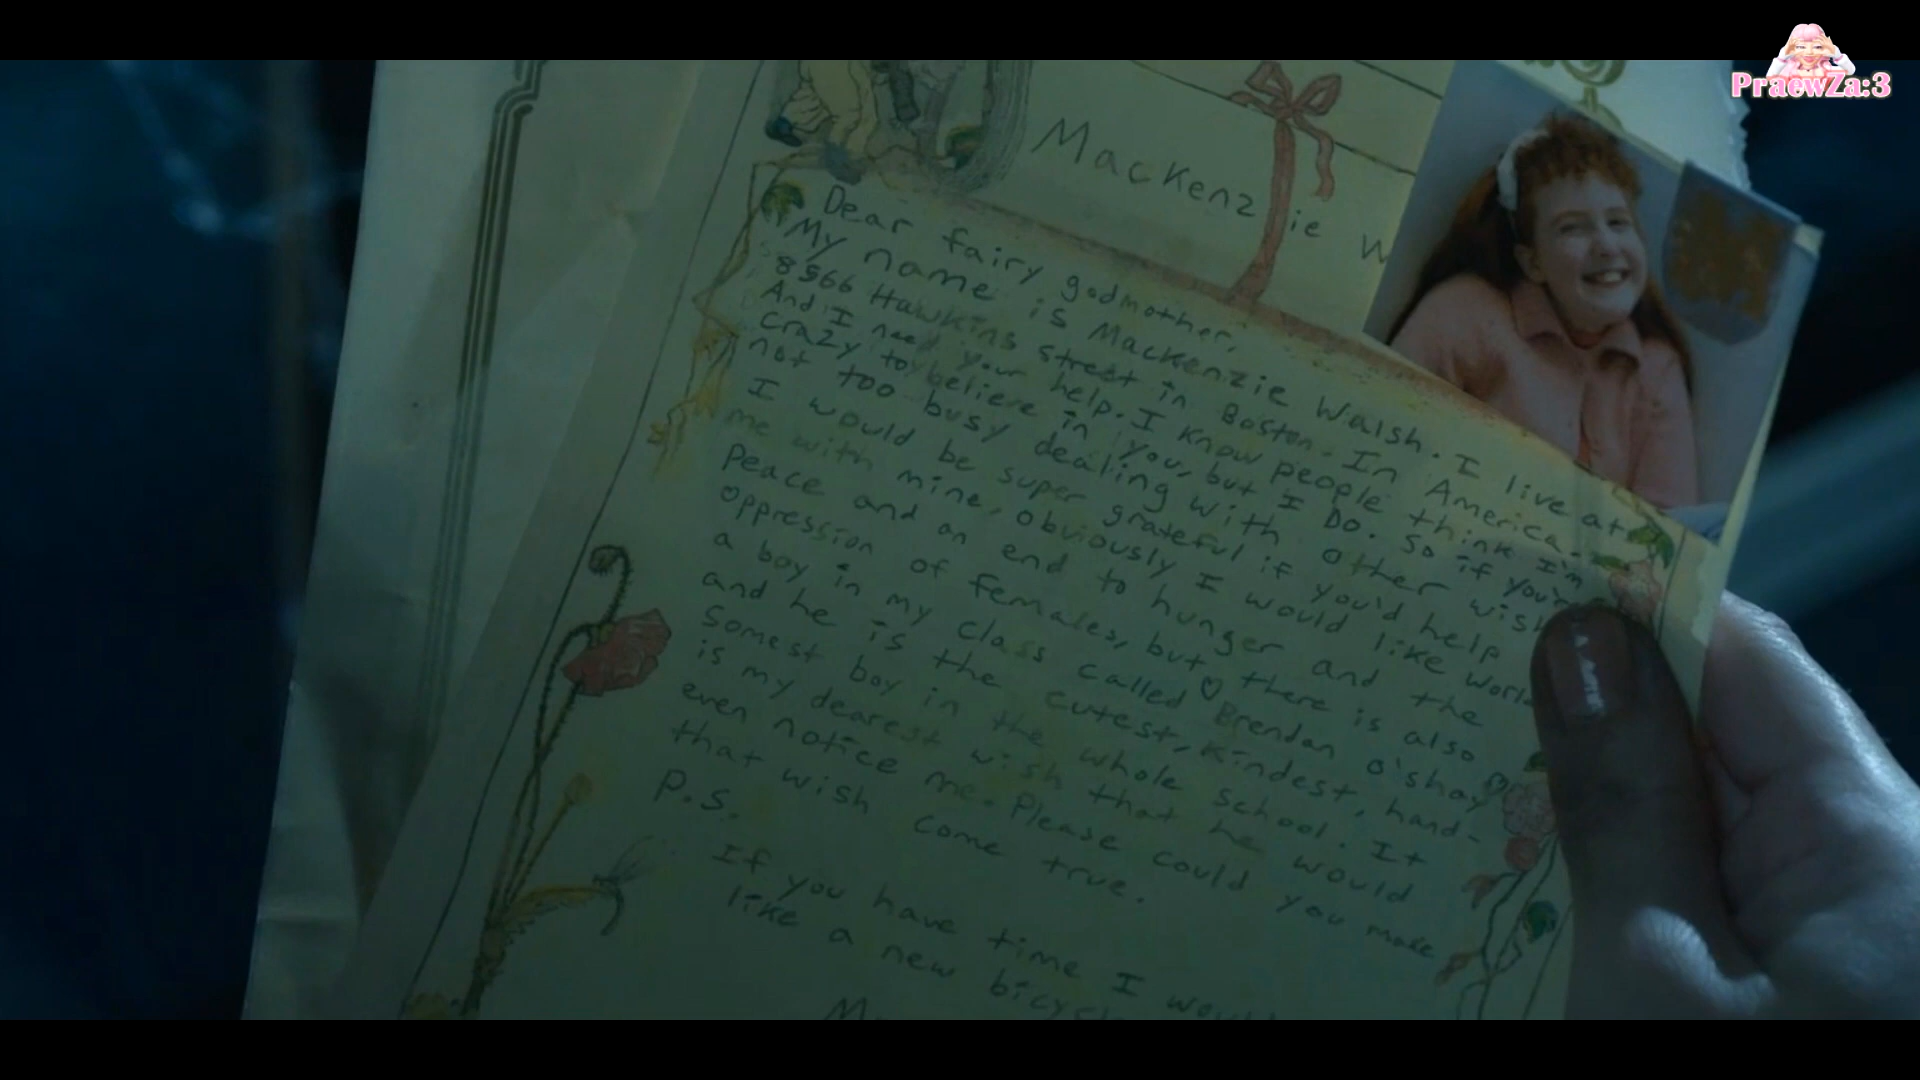 PraewZa:3
MacKenzie W
Dear fairy godmother,
My name is MacKenzie Walsh. I live at
8566 Hawkins street in Boston. In America.
And I need your help. I know people think I'm
crazy to believe in you, but I Do. So if you're
not too busy dealing with other wish
I would be super grateful if you'd help
me with mine, obviously I would like world
peace and an end to hunger and the
oppression of females, but there is also
a boy in my class called Brendan O'shay
and he is the cutest, kindest, hand-
somest boy in the whole school. It
is my dearest wish that he would
even notice me. Please could you make
that wish come true.
P.S.
If you have time I would
like a new bicycle